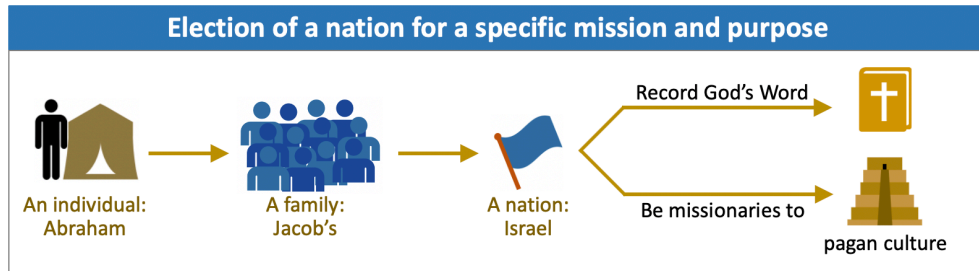 Election of a nation for a specific mission and purpose
Record God's Word
An individual:
Abraham
A family:
Jacob's
A nation:
Israel
Be missionaries to
pagan culture